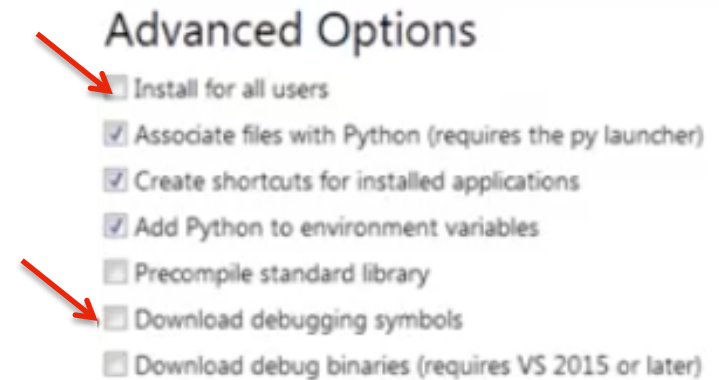 Advanced Options
Install for all users
Associate files with Python (requires the py launcher)
Create shortcuts for installed applications
Add Python to environment variables
Precompile standard library
Download debugging symbols
Download debug binaries (requires VS 2015 or later)